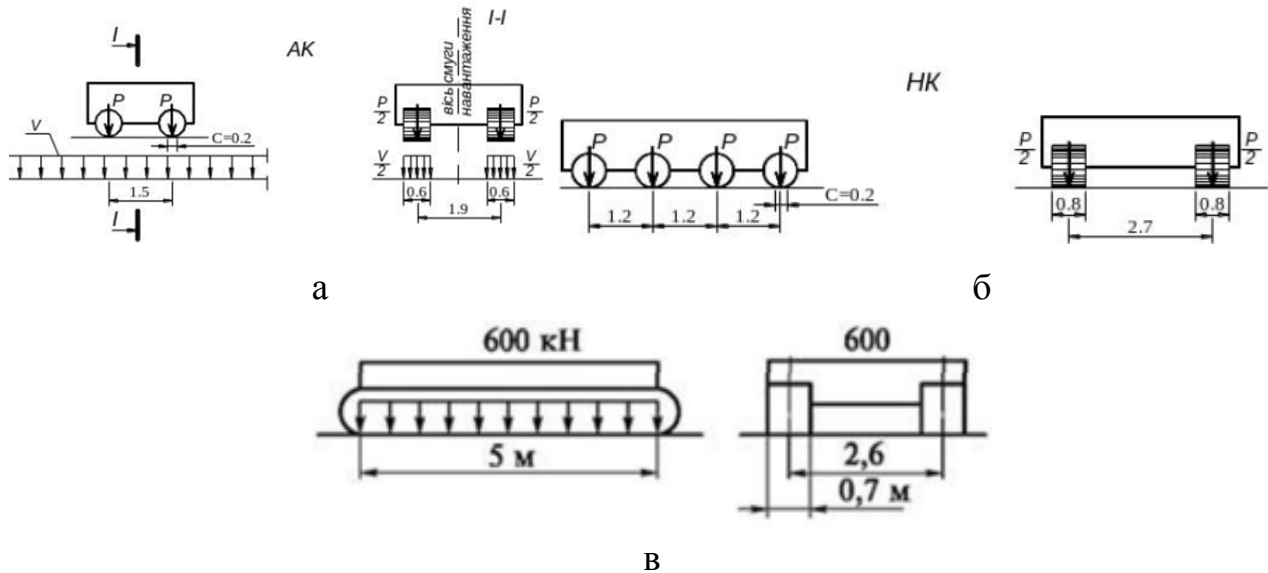 I
АК
P P
V
C=0.2
1.5
I
I-I
вісь смуги
навантаження
P/2 P/2
V/2 V/2
0.6 0.6
1.9
НК
P P P P
C=0.2
1.2 1.2 1.2
P/2 P/2
0.8 0.8
2.7
а б
600 кН
5 м
600
2,6
0,7 м
в